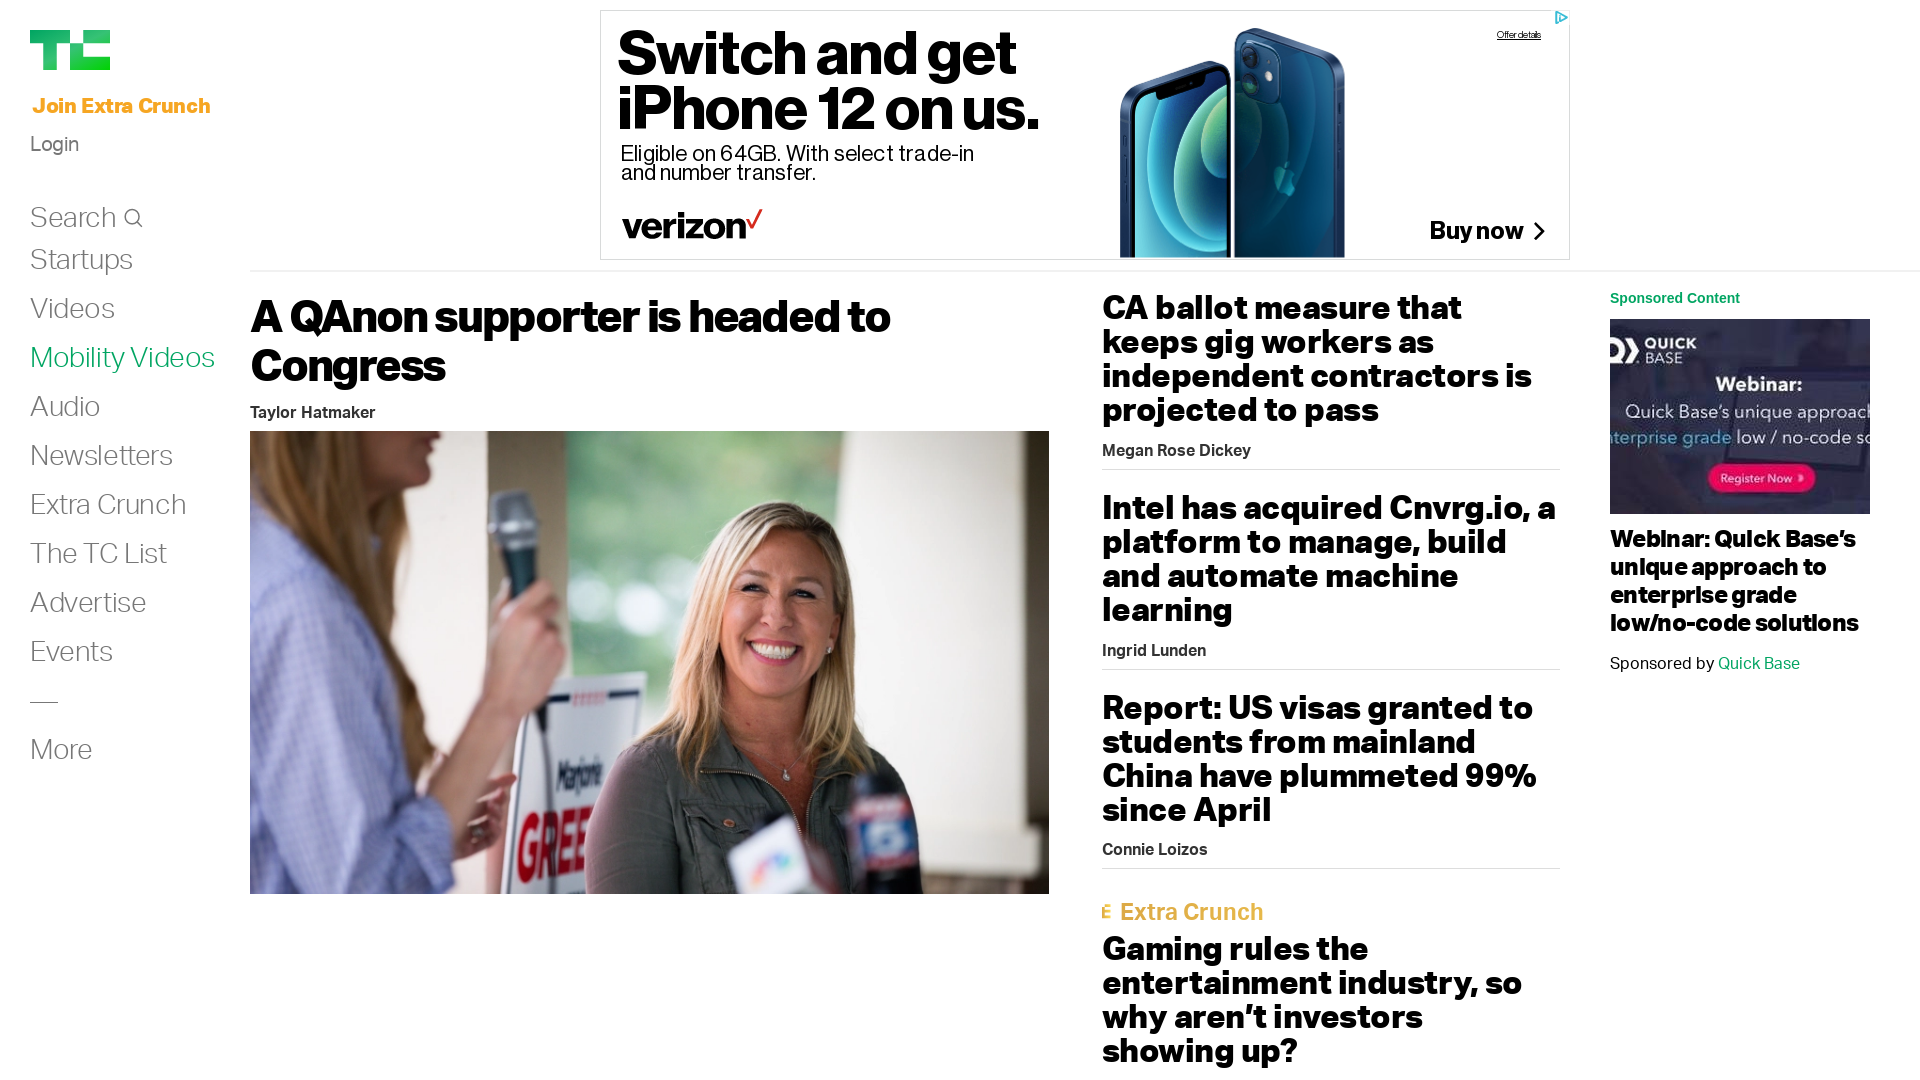 TC
Join Extra Crunch
Login
Search
Startups
Videos
Mobility Videos
Audio
Newsletters
Extra Crunch
The TC List
Advertise
Events
More
Switch and get
iPhone 12 on us.
Eligible on 64GB. With select trade-in
and number transfer.
verizon
Offer details
Buy now
A QAnon supporter is headed to
Congress
Taylor Hatmaker
Marjorie
GREE
5
CA ballot measure that
keeps gig workers as
independent contractors is
projected to pass
Megan Rose Dickey
Intel has acquired Cnvrg.io, a
platform to manage, build
and automate machine
learning
Ingrid Lunden
Report: US visas granted to
students from mainland
China have plummeted 99%
since April
Connie Loizos
Extra Crunch
Gaming rules the
entertainment industry, so
why aren’t investors
showing up?
Sponsored Content
QUICK
BASE
Webinar:
Quick Base’s unique approach
nterprise grade low / no-code so
Register Now
Webinar: Quick Base’s
unique approach to
enterprise grade
low/no-code solutions
Sponsored by Quick Base